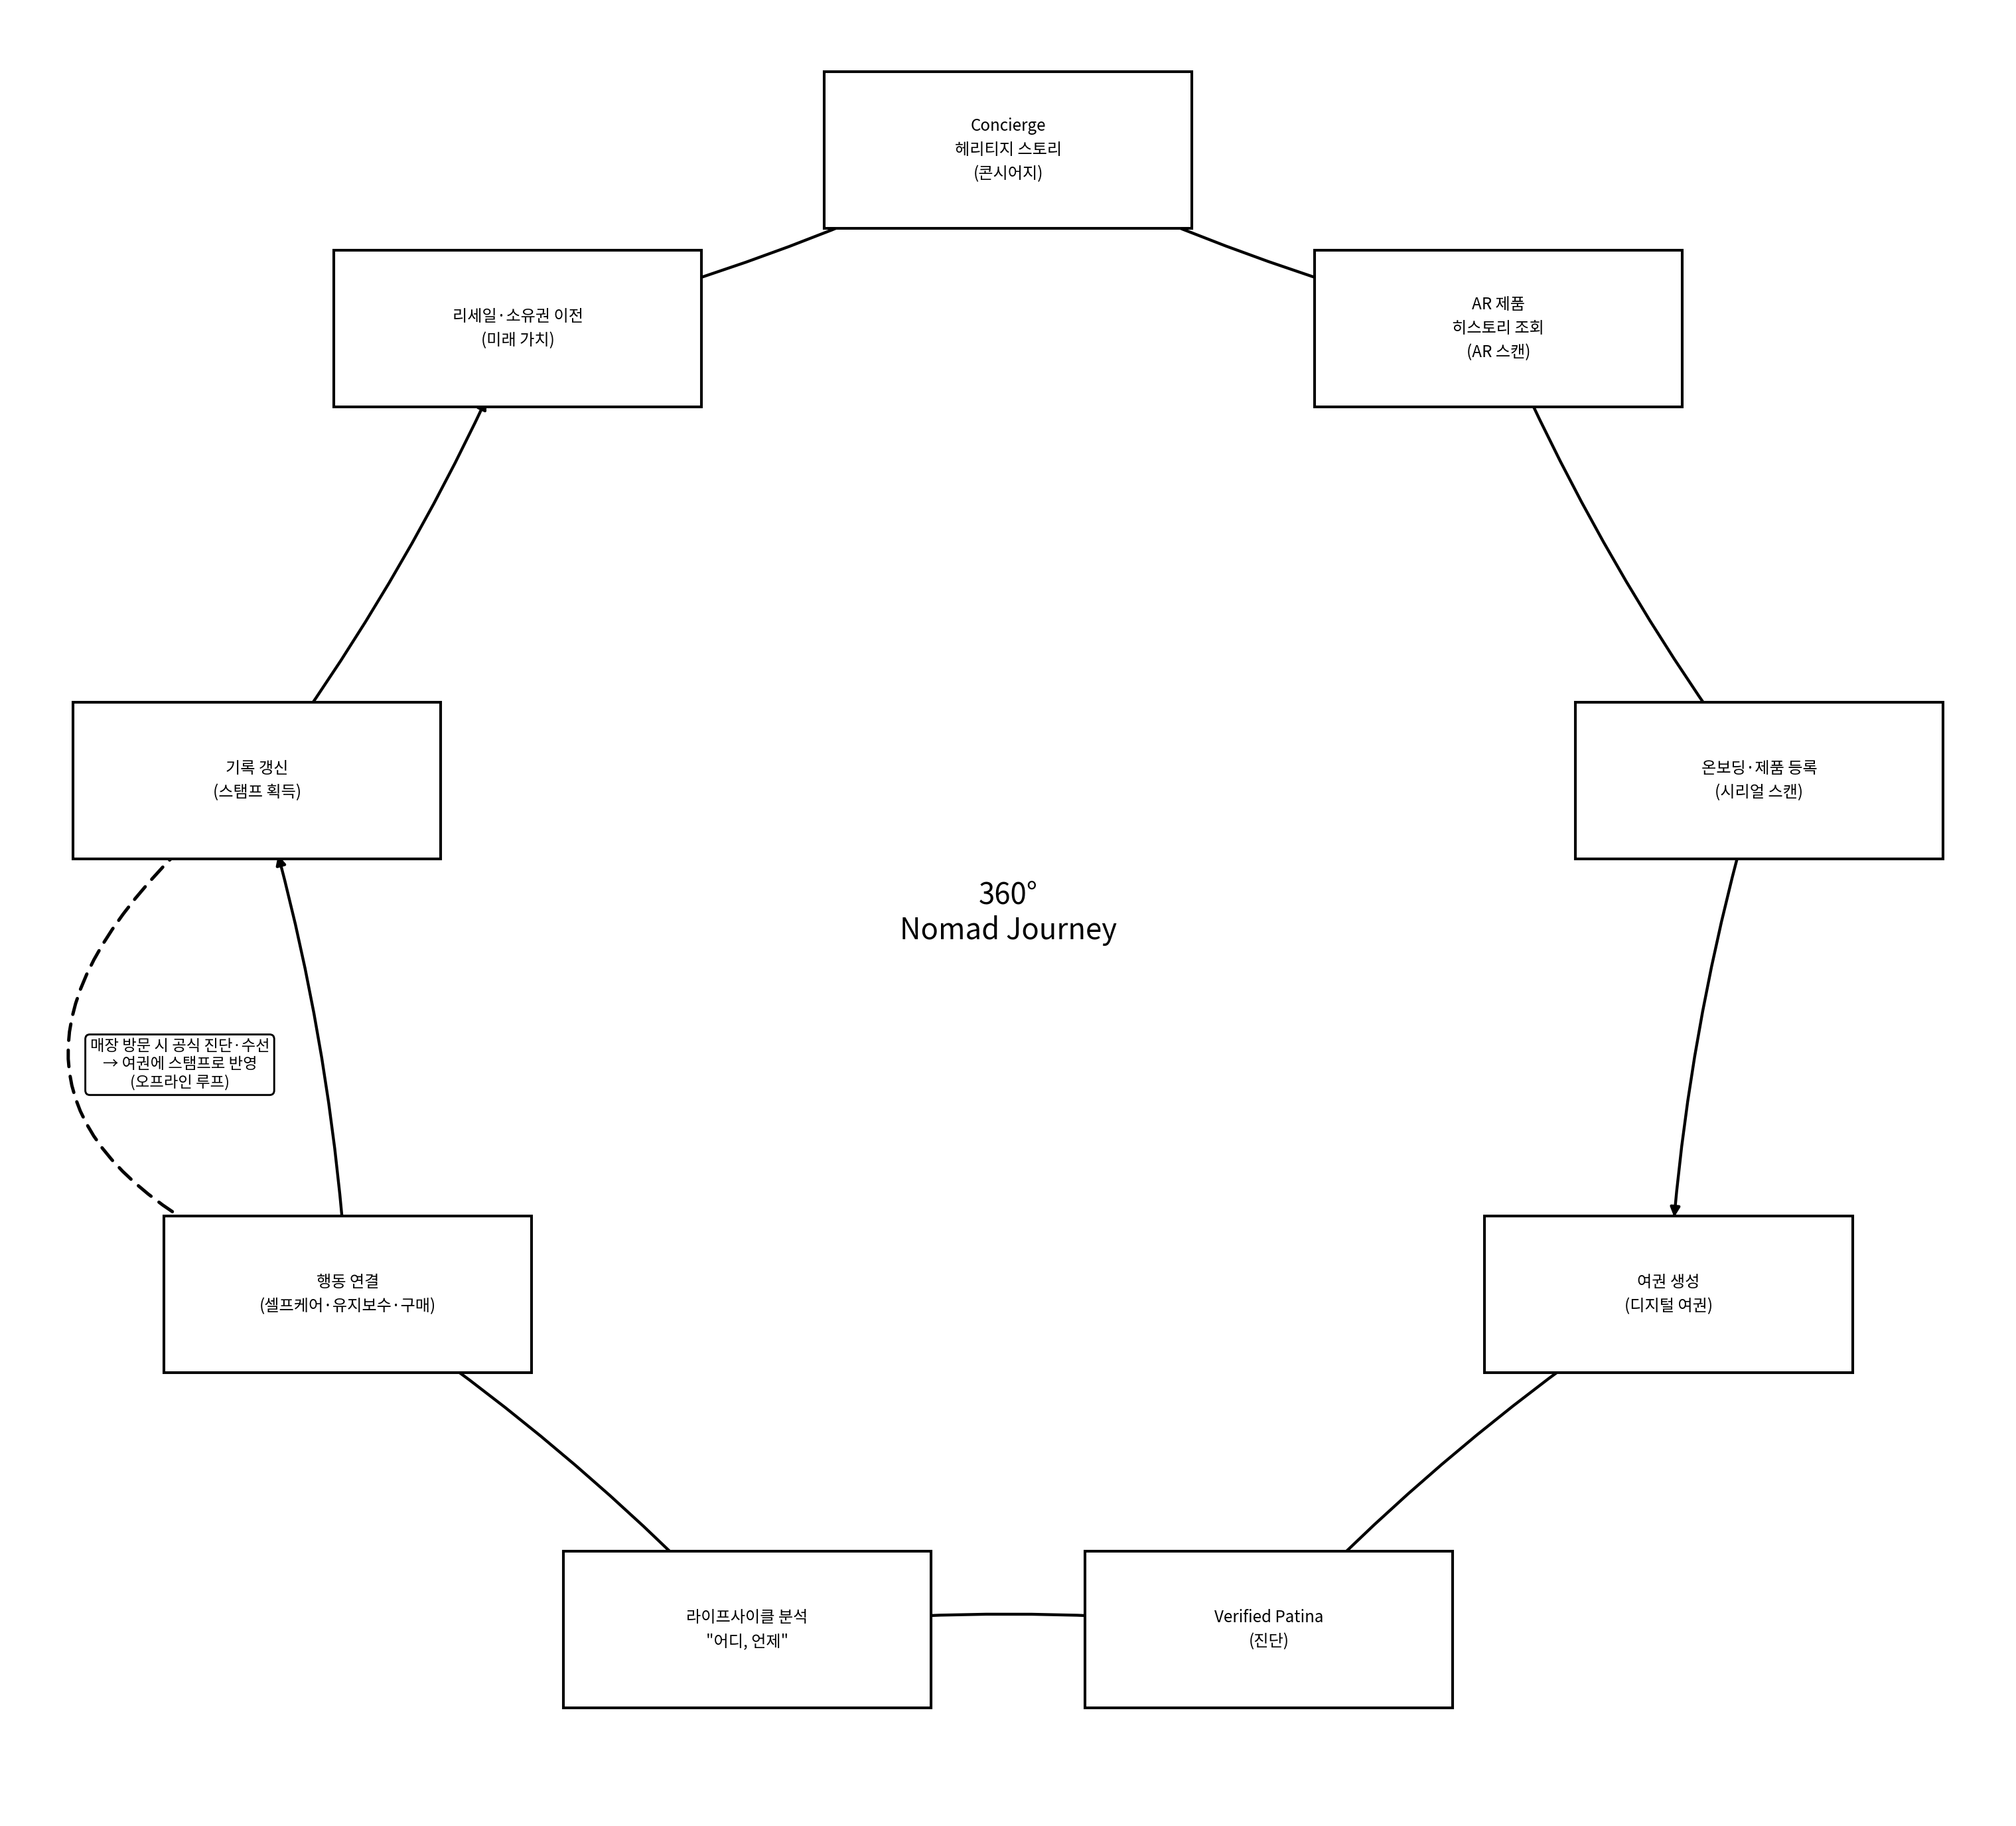 Concierge
헤리티지 스토리
(콘시어지)
리세일·소유권 이전
(미래 가치)
AR 제품
히스토리 조회
(AR 스캔)
기록 갱신
(스탬프 획득)
온보딩·제품 등록
(시리얼 스캔)
360°
Nomad Journey
매장 방문 시 공식 진단·수선
→ 여권에 스탬프로 반영
(오프라인 루프)
행동 연결
(셀프케어·유지보수·구매)
여권 생성
(디지털 여권)
라이프사이클 분석
"어디, 언제"
Verified Patina
(진단)